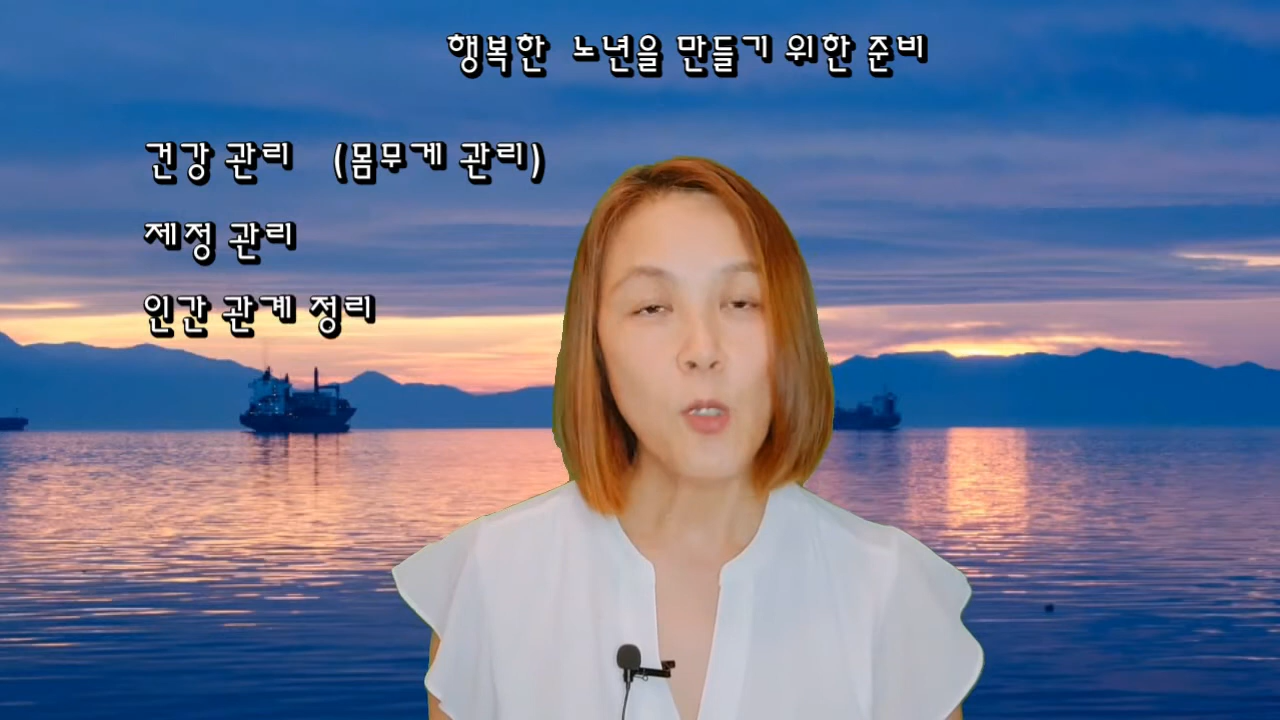 행복한 노년을 만들기 위한 준비
건강 관리 (몸무게 관리)
제정 관리
인간 관계 정리